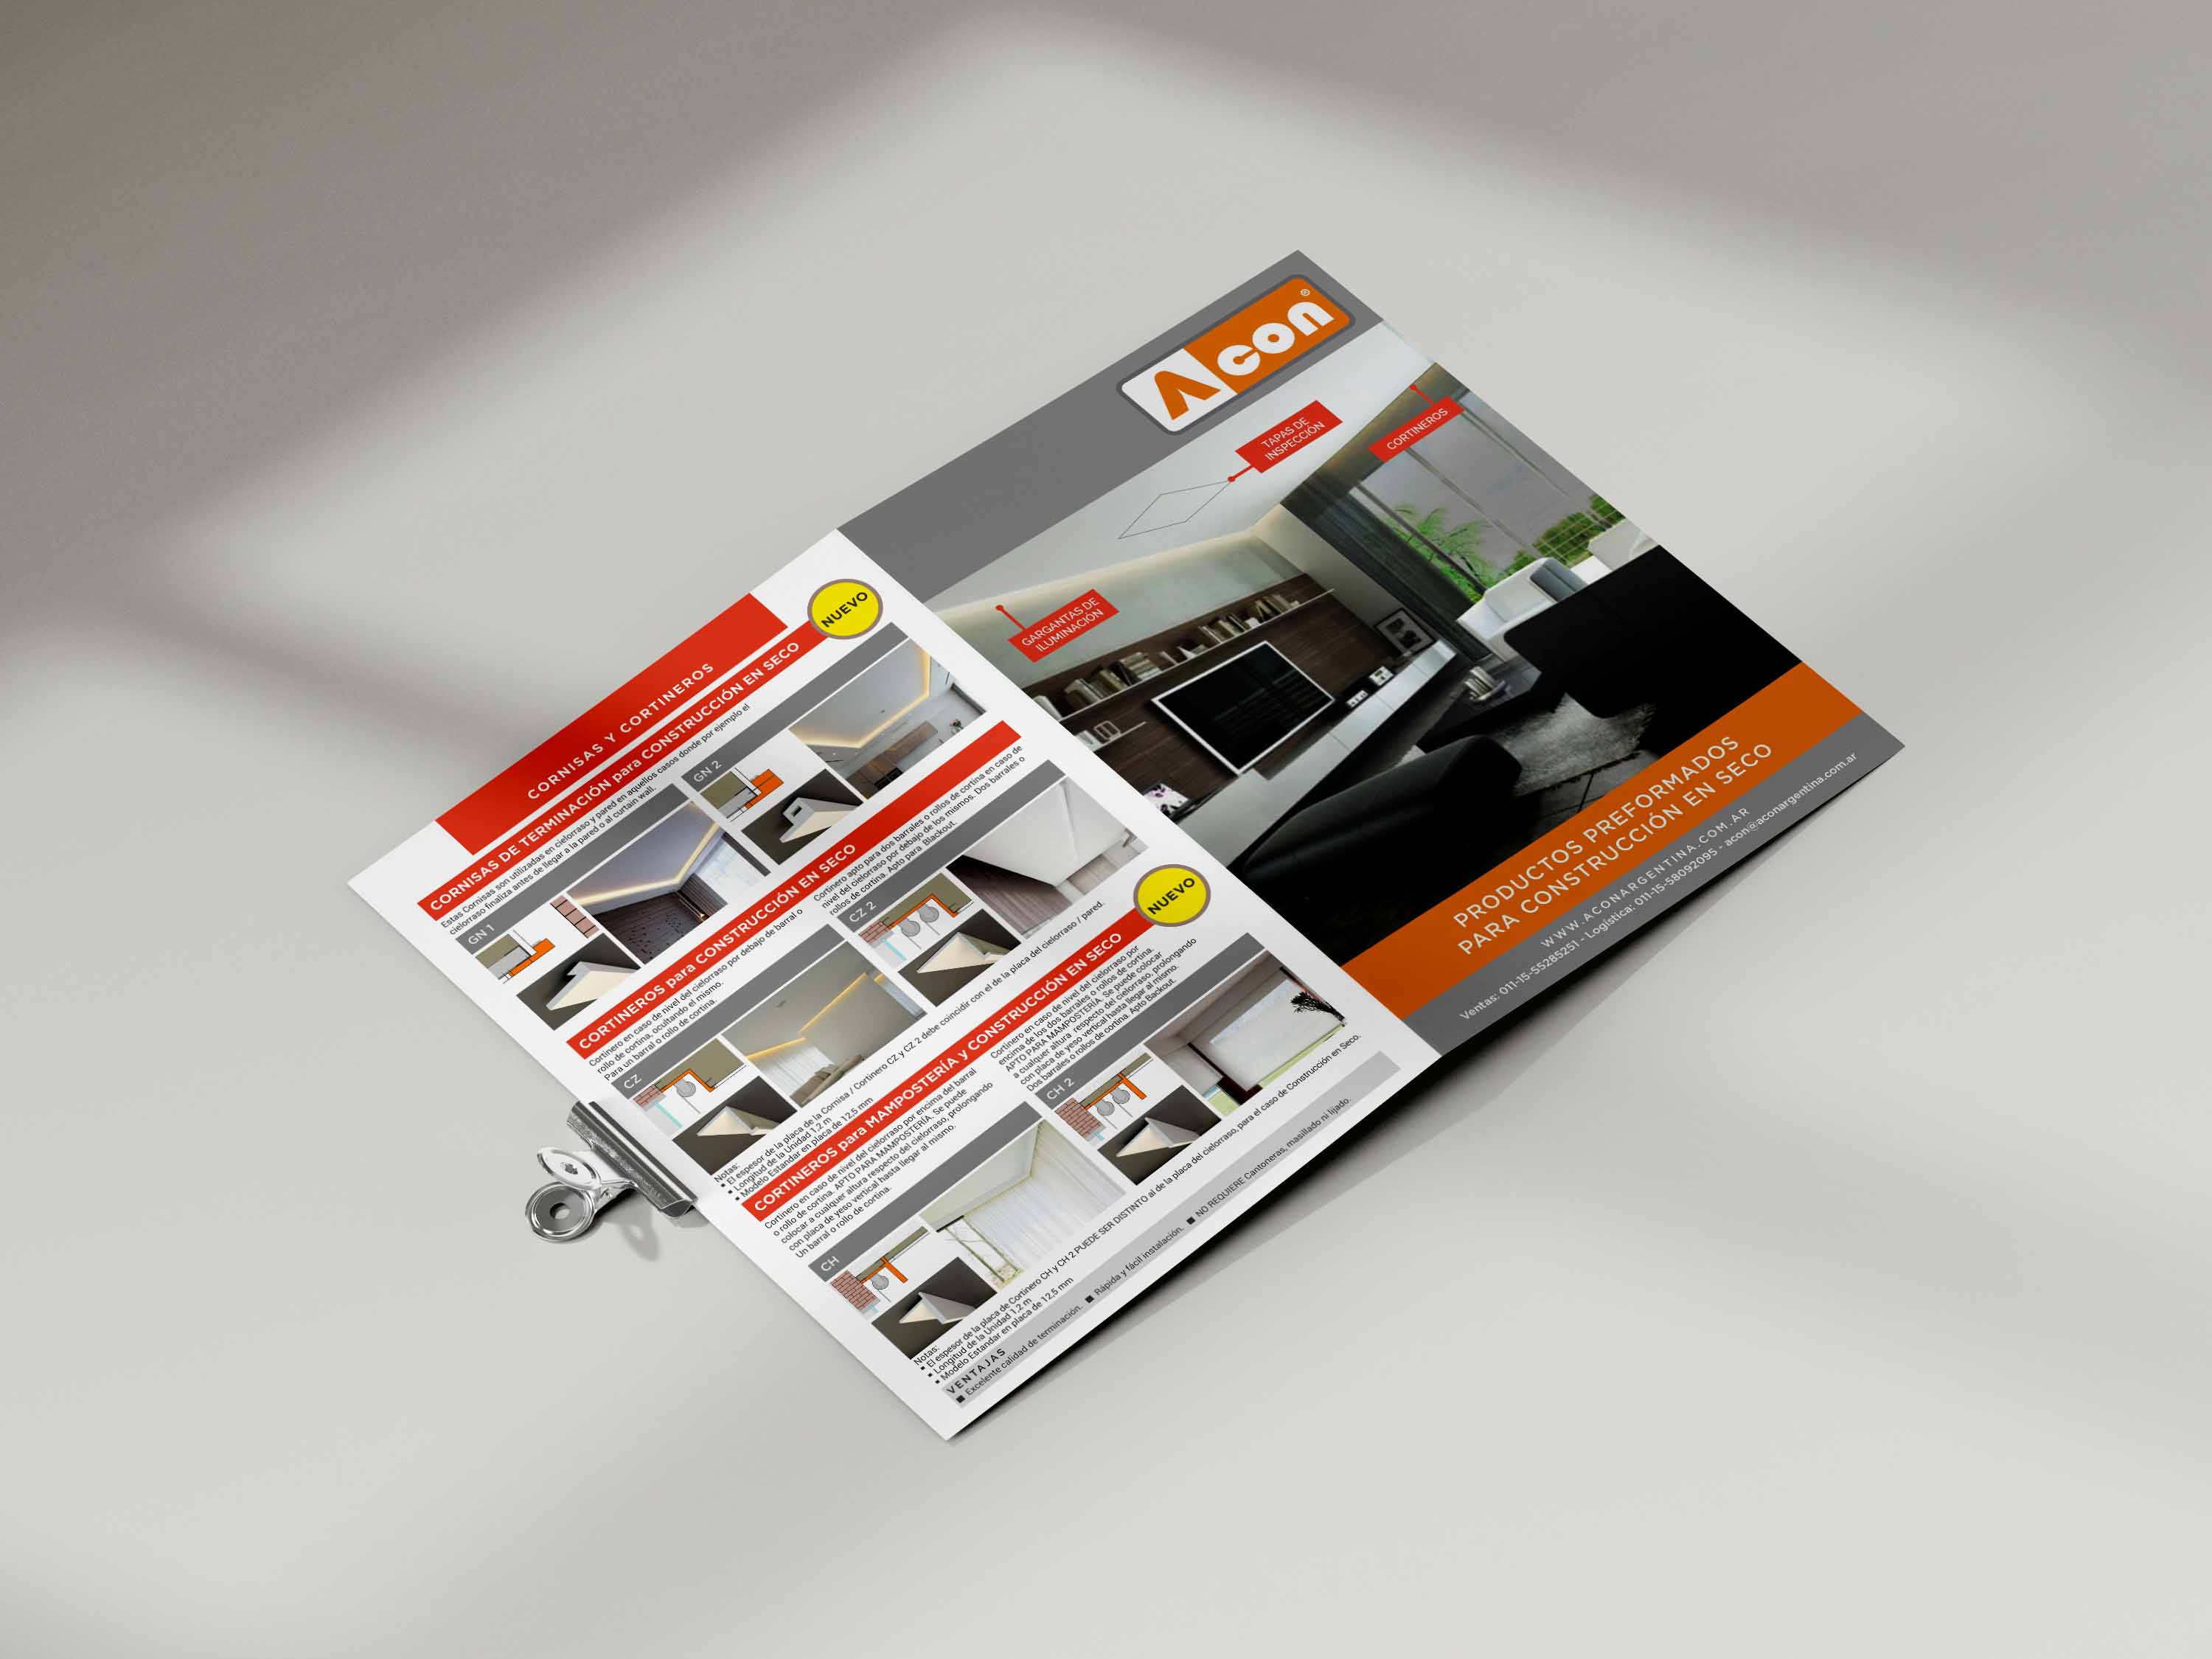 CORNISAS Y CORTINEROS
CORNISAS DE TERMINACIÓN para CONSTRUCCIÓN EN SECO
NUEVO
Estas Cornisas son utilizadas en cielorraso y pared en aquellos casos donde por ejemplo el
cielorraso finaliza antes de llegar a la pared o al curtain wall.
GN 1
GN 2
CORTINEROS para CONSTRUCCIÓN EN SECO
Cortinero en caso de nivel del cielorraso por debajo de barral o
rollo de cortina, ocultando el mismo.
Para un barral o rollo de cortina.
CZ
Cortinero apto para dos barrales o rollos de cortina en caso de
nivel del cielorraso por debajo de los mismos. Dos barrales o
rollos de cortina. Apto para Blackout.
CZ 2
Notas:
▪ El espesor de la placa de la Cornisa / Cortinero CZ y CZ 2 debe coincidir con el de la placa del cielorraso / pared.
▪ Longitud de la Unidad 1,2 m
▪ Modelo Estandar en placa de 12,5 mm
CORTINEROS para MAMPOSTERÍA y CONSTRUCCIÓN EN SECO
NUEVO
Cortinero en caso de nivel del cielorraso por encima del barral
o rollo de cortina. APTO PARA MAMPOSTERÍA. Se puede
colocar a cualquier altura respecto del cielorraso, prolongando
con placa de yeso vertical hasta llegar al mismo.
Un barral o rollo de cortina.
CH
Cortinero en caso de nivel del cielorraso por
encima de los dos barrales o rollos de cortina.
APTO PARA MAMPOSTERÍA. Se puede colocar
a cualquier altura respecto del cielorraso, prolongando
con placa de yeso vertical hasta llegar al mismo.
Dos barrales o rollos de cortina. Apto Backout.
CH 2
Notas:
▪ El espesor de la placa de Cortinero CH y CH 2 PUEDE SER DISTINTO al de la placa del cielorraso, para el caso de Construcción en Seco.
▪ Longitud de la Unidad 1,2 m
▪ Modelo Estandar en placa de 12,5 mm
VENTAJAS
■ Excelente calidad de terminación. ■ Rápida y fácil instalación. ■ NO REQUIERE Cantoneras, masillado ni lijado.
Acon®
TAPAS DE
INSPECCIÓN
CORTINEROS
GARGANTAS DE
ILUMINACIÓN
PRODUCTOS PREFORMADOS
PARA CONSTRUCCIÓN EN SECO
WWW.ACONARGENTINA.COM.AR
Ventas: 011-15-55285251 - Logística: 011-15-58092095 - acon@aconargentina.com.ar